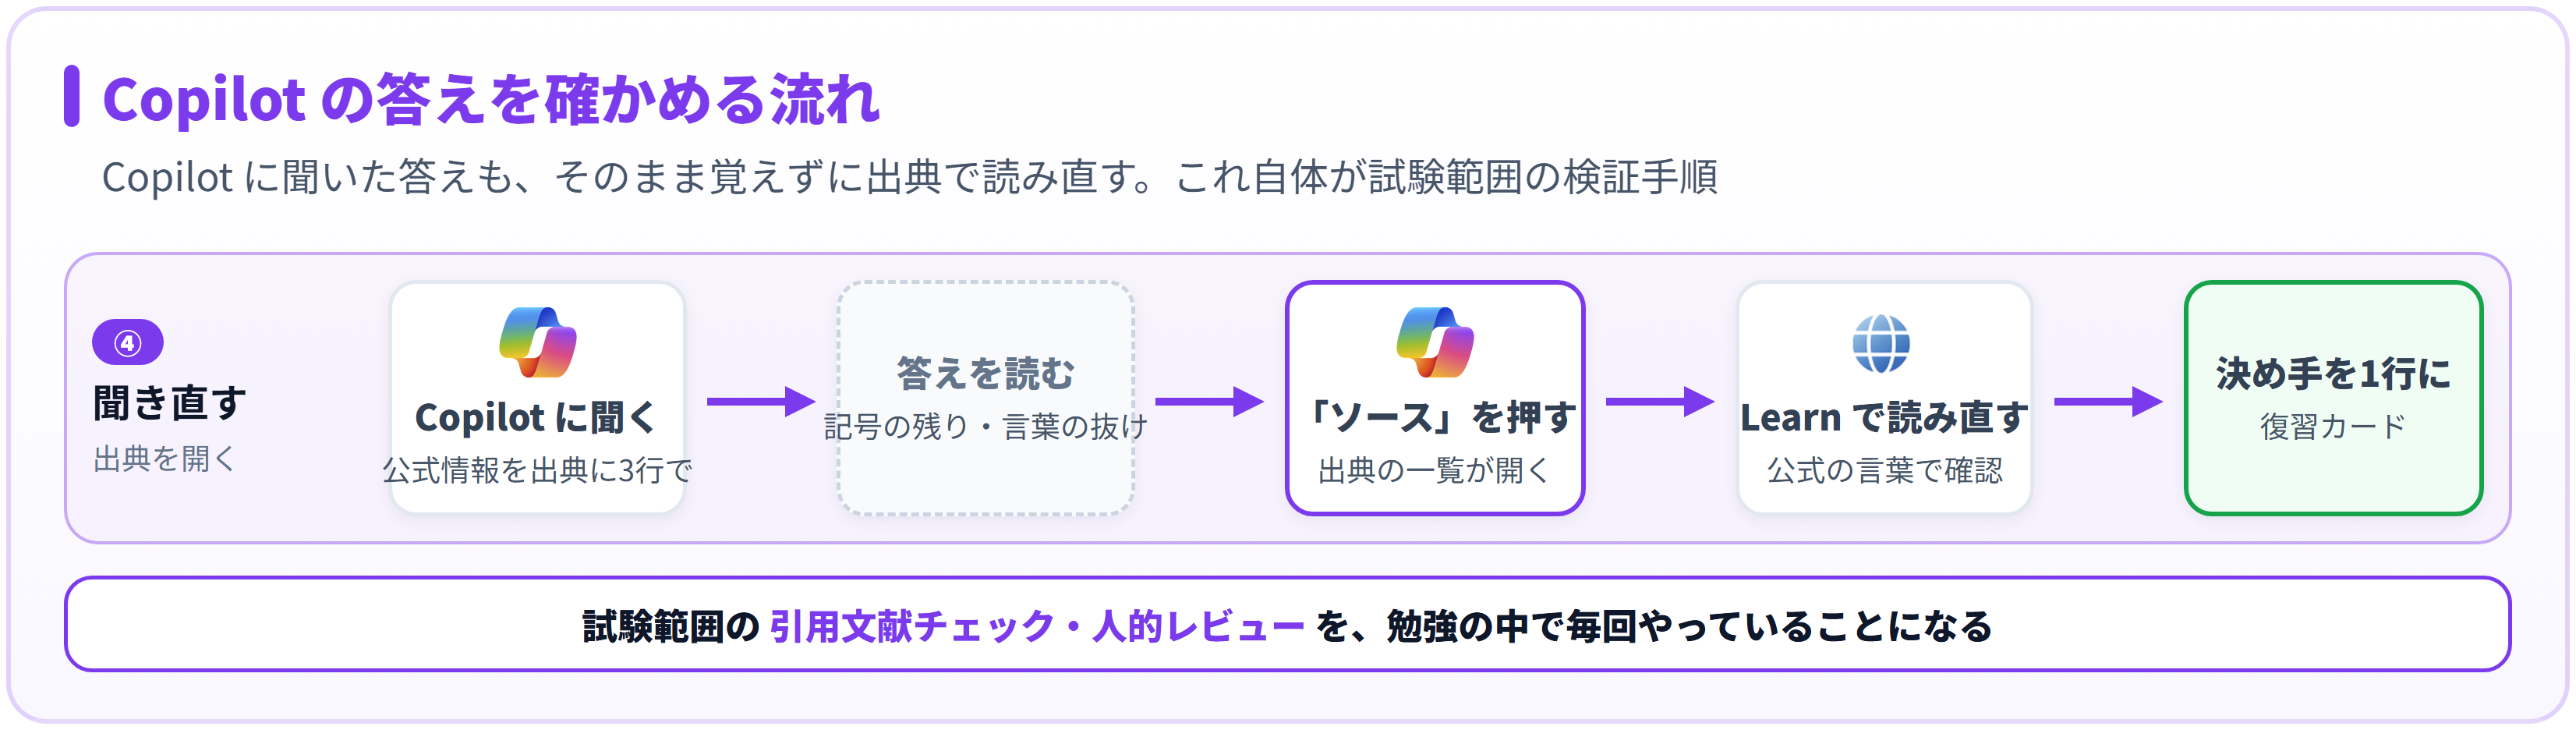 Copilot の答えを確かめる流れ
Copilot に聞いた答えも、そのまま覚えずに出典で読み直す。これ自体が試験範囲の検証手順
④
聞き直す
出典を開く
Copilot に聞く
公式情報を出典に3行で
答えを読む
記号の残り・言葉の抜け
「ソース」を押す
出典の一覧が開く
Learn で読み直す
公式の言葉で確認
決め手を1行に
復習カード
試験範囲の 引用文献チェック・人的レビュー を、勉強の中で毎回やっていることになる